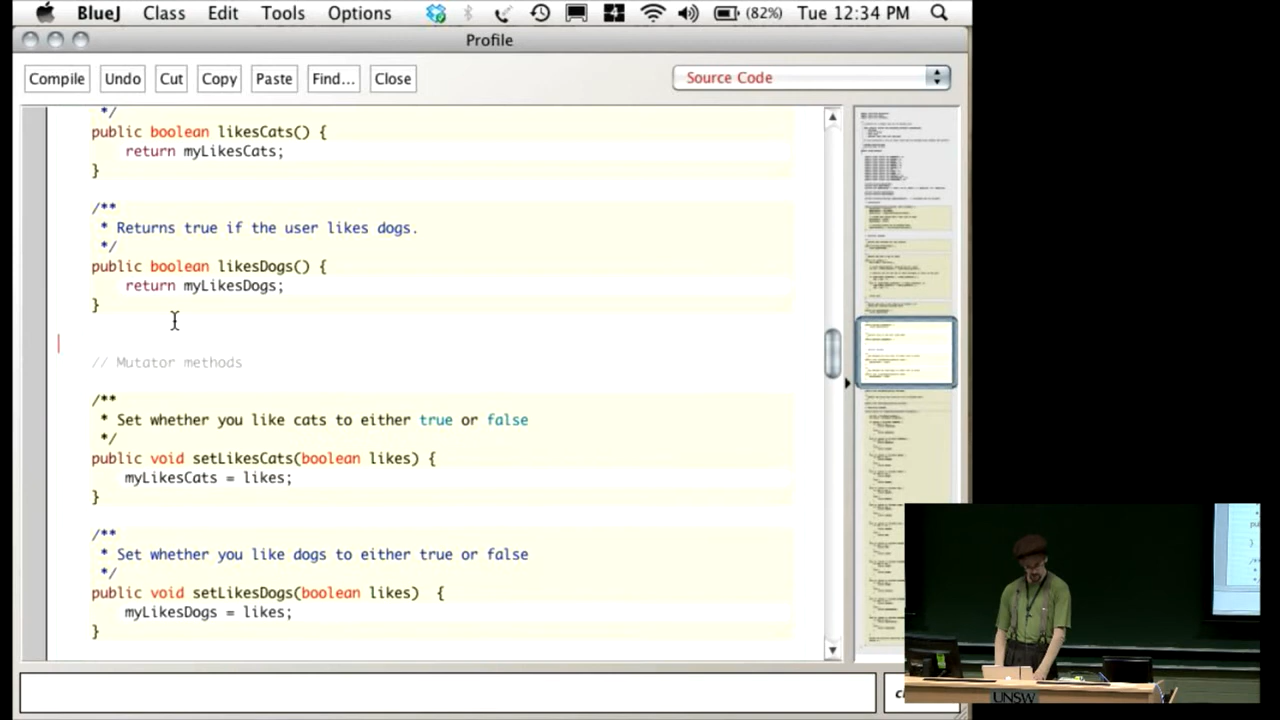 BlueJ Class Edit Tools Options 4 (82%) Tue 12:34 PM
Profile
Compile Undo Cut Copy Paste Find... Close Source Code
*/
public boolean likesCats() {
return myLikesCats;
}
/**
* Returns true if the user likes dogs.
*/
public boolean likesDogs() {
return myLikesDogs;
}
// Mutator methods
/**
Set whether you like cats to either true or false
*/
public void setLikesCats(boolean likes) {
myLikesCats = likes;
}
/**
* Set whether you like dogs to either true or false
*/
public void setLikesDogs(boolean likes) {
myLikesDogs = likes;
}
UNSW